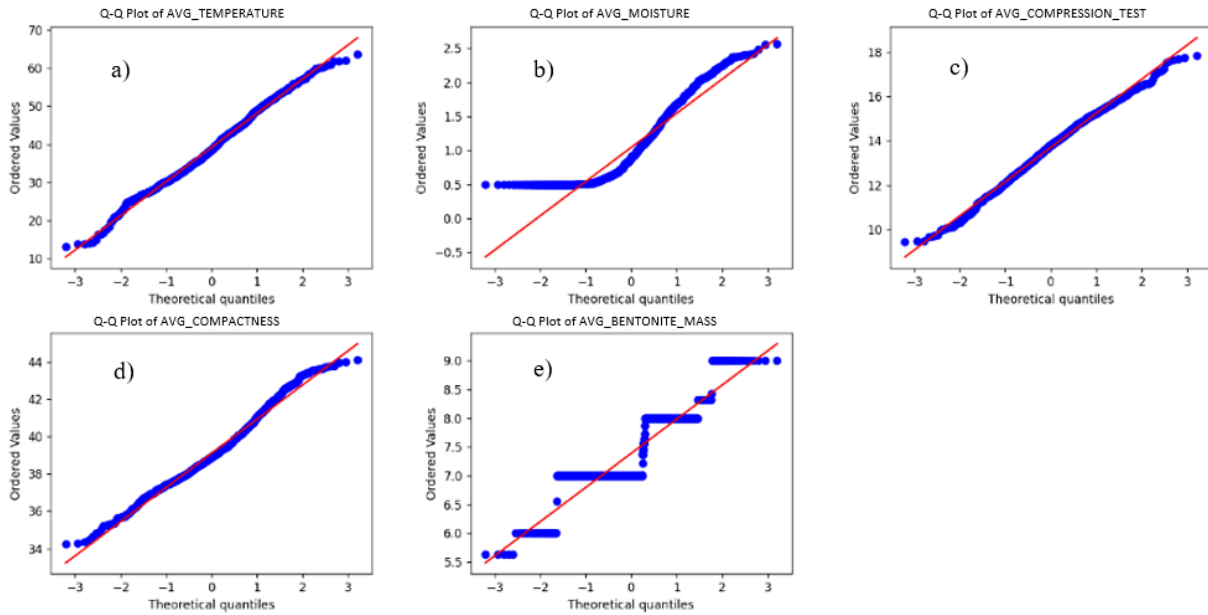 Q-Q Plot of AVG_TEMPERATURE
a)
Ordered Values
70
60
50
40
30
20
10
−3 −2 −1 0 1 2 3
Theoretical quantiles
Q-Q Plot of AVG_MOISTURE
b)
Ordered Values
2.5
2.0
1.5
1.0
0.5
0.0
−0.5
−3 −2 −1 0 1 2 3
Theoretical quantiles
Q-Q Plot of AVG_COMPRESSION_TEST
c)
Ordered Values
18
16
14
12
10
−3 −2 −1 0 1 2 3
Theoretical quantiles
Q-Q Plot of AVG_COMPACTNESS
d)
Ordered Values
44
42
40
38
36
34
−3 −2 −1 0 1 2 3
Theoretical quantiles
Q-Q Plot of AVG_BENTONITE_MASS
e)
Ordered Values
9.0
8.5
8.0
7.5
7.0
6.5
6.0
5.5
−3 −2 −1 0 1 2 3
Theoretical quantiles